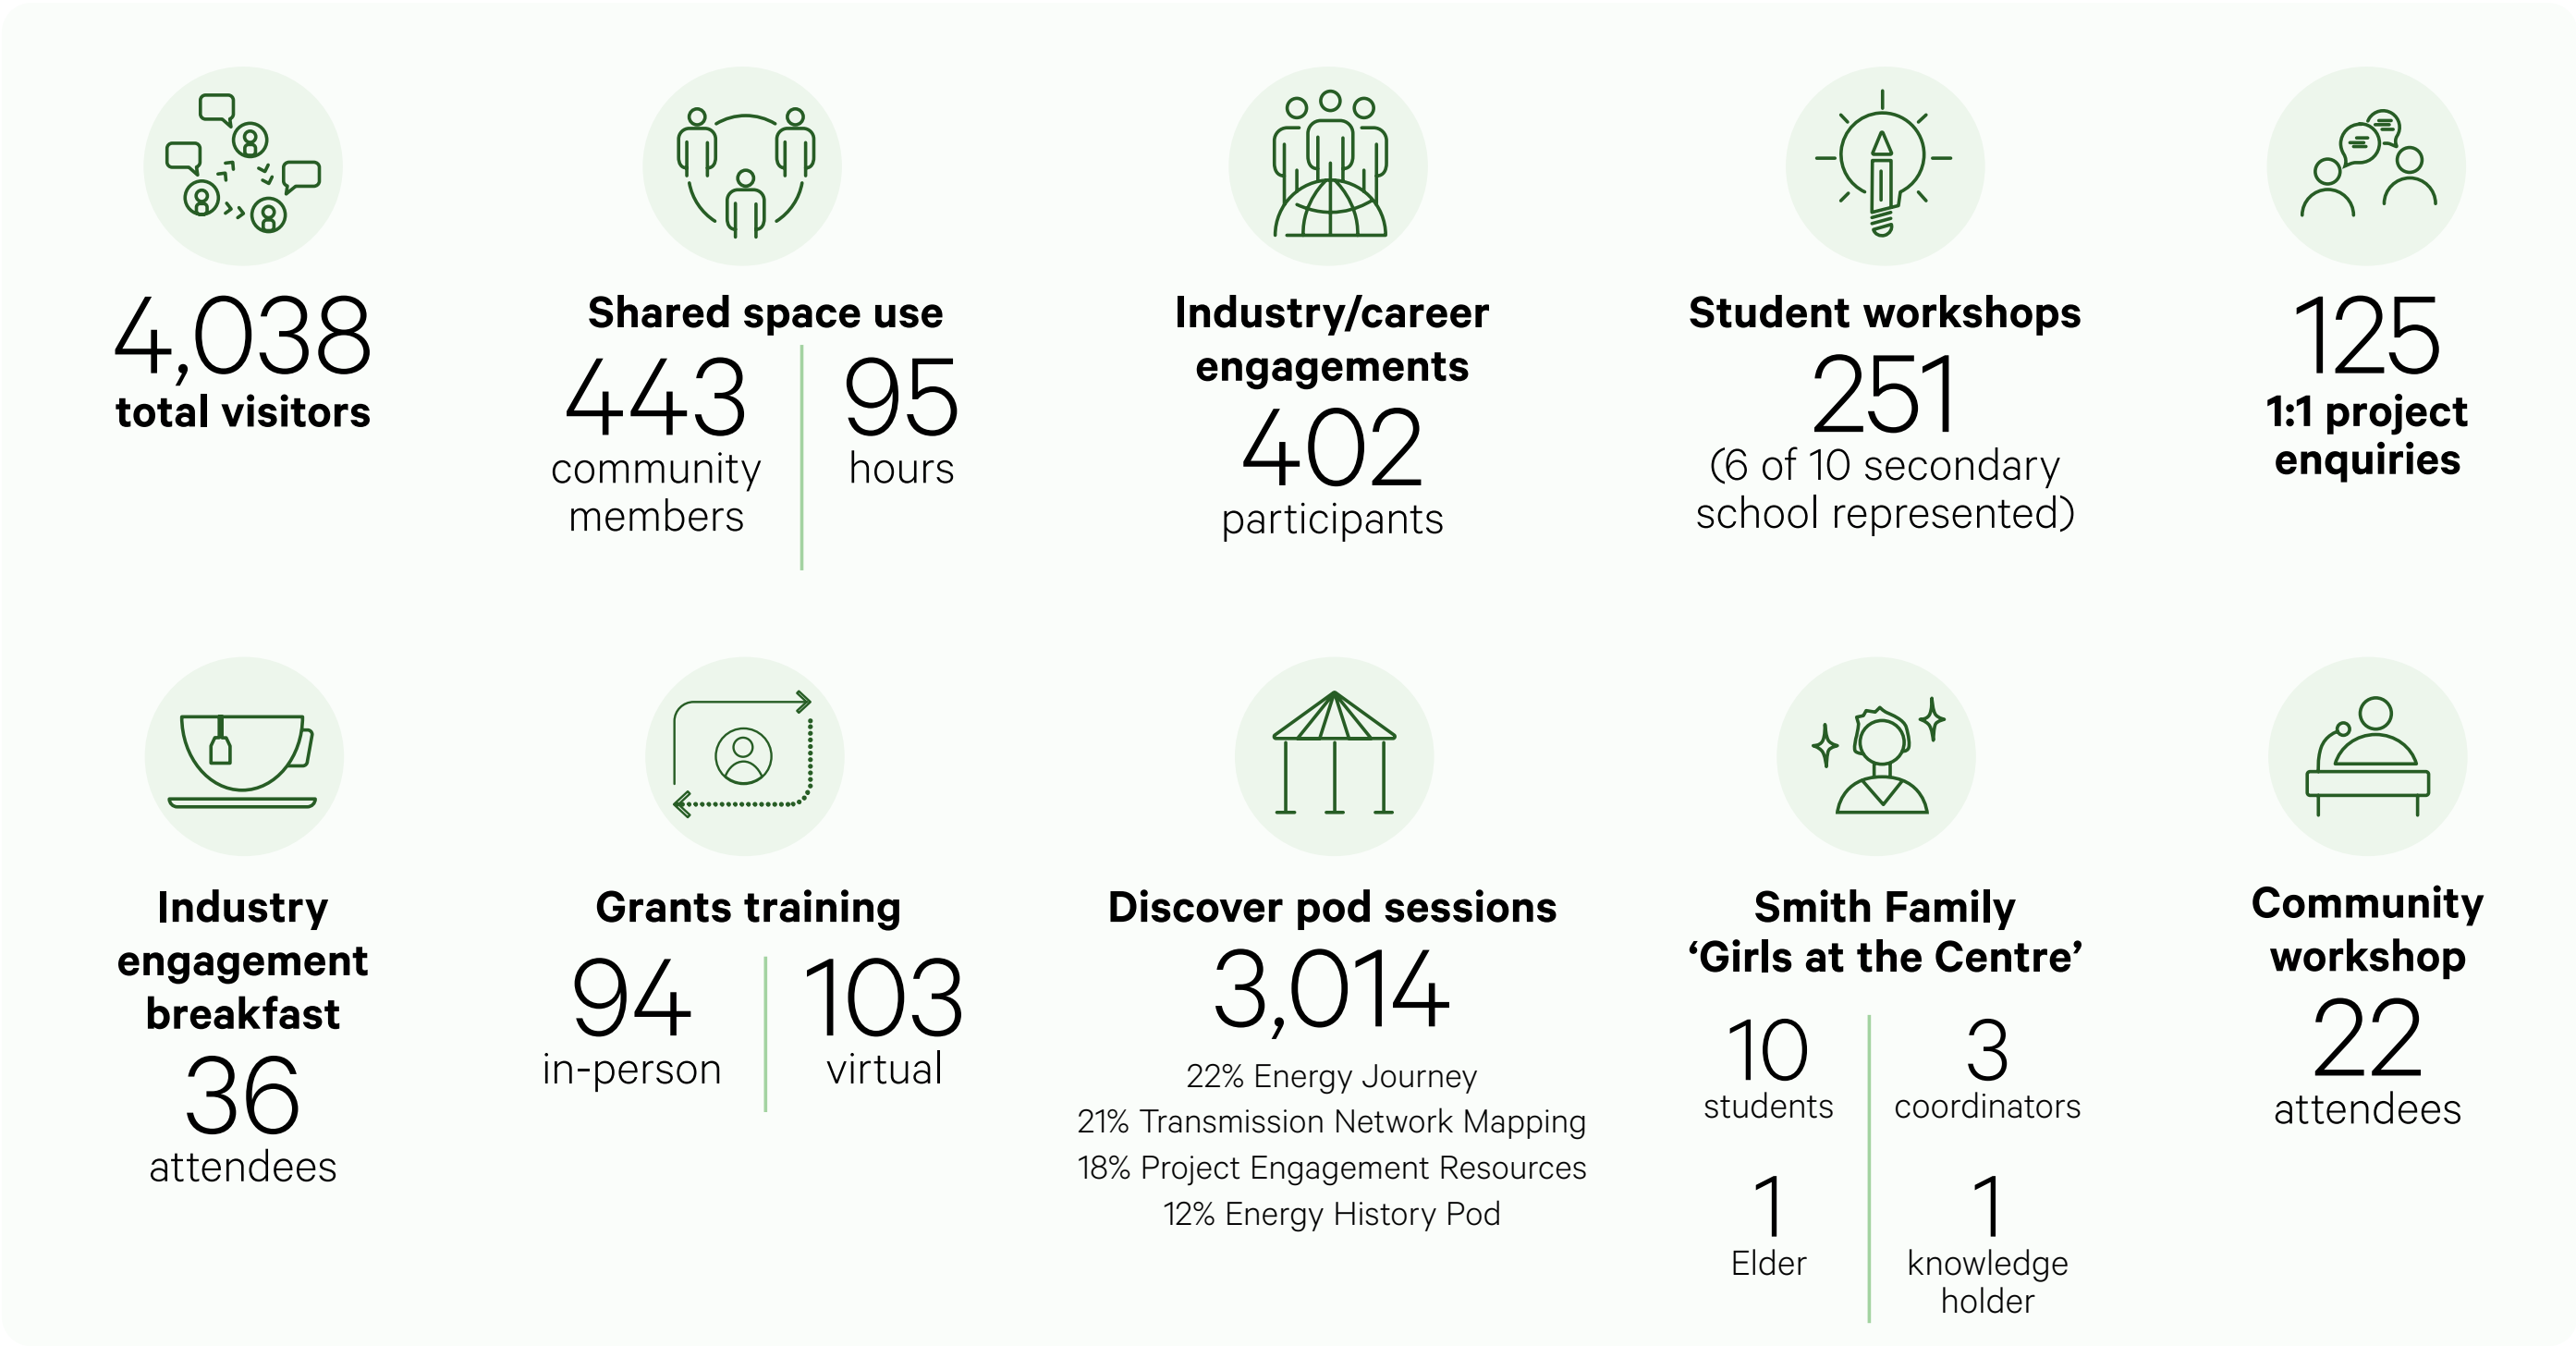 4,038
total visitors
Shared space use
443
community
members
95
hours
Industry/career
engagements
402
participants
Student workshops
251
(6 of 10 secondary
school represented)
125
1:1 project
enquiries
Industry
engagement
breakfast
36
attendees
Grants training
94
in-person
103
virtual
Discover pod sessions
3,014
22% Energy Journey
21% Transmission Network Mapping
18% Project Engagement Resources
12% Energy History Pod
Smith Family
‘Girls at the Centre’
10
students
3
coordinators
1
Elder
1
knowledge
holder
Community
workshop
22
attendees